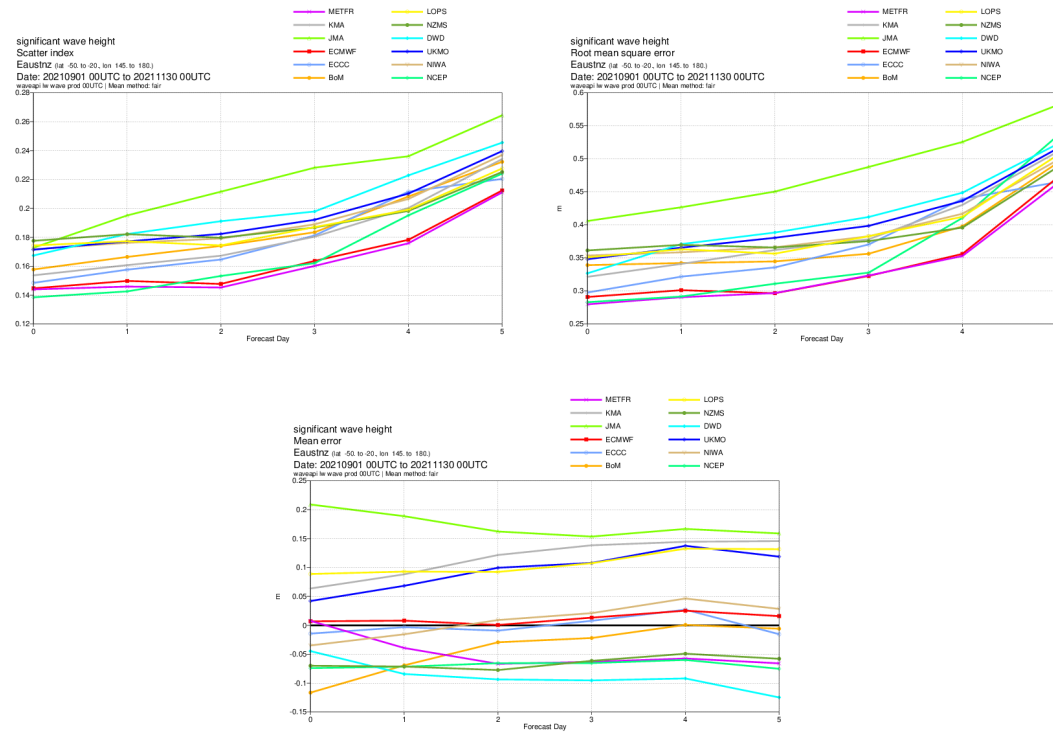 METFR LOPS
KMA NZMS
JMA DWD
ECMWF UKMO
ECCC NIWA
BoM NCEP
significant wave height
Scatter index
Eaustnz (lat -50. to -20., lon 145. to 180.)
Date: 20210901 00UTC to 20211130 00UTC
waveapi lw wave prod 00UTC | Mean method: fair
0.28
0.26
0.24
0.22
0.2
0.18
0.16
0.14
0.12
0 1 2 3 4 5
Forecast Day
METFR LOPS
KMA NZMS
JMA DWD
ECMWF UKMO
ECCC NIWA
BoM NCEP
significant wave height
Root mean square error
Eaustnz (lat -50. to -20., lon 145. to 180.)
Date: 20210901 00UTC to 20211130 00UTC
waveapi lw wave prod 00UTC | Mean method: fair
0.6
0.55
0.5
0.45
0.4
0.35
0.3
0.25
m
0 1 2 3 4
Forecast Day
METFR LOPS
KMA NZMS
JMA DWD
ECMWF UKMO
ECCC NIWA
BoM NCEP
significant wave height
Mean error
Eaustnz (lat -50. to -20., lon 145. to 180.)
Date: 20210901 00UTC to 20211130 00UTC
waveapi lw wave prod 00UTC | Mean method: fair
0.25
0.2
0.15
0.1
0.05
0
-0.05
-0.1
-0.15
m
0 1 2 3 4 5
Forecast Day